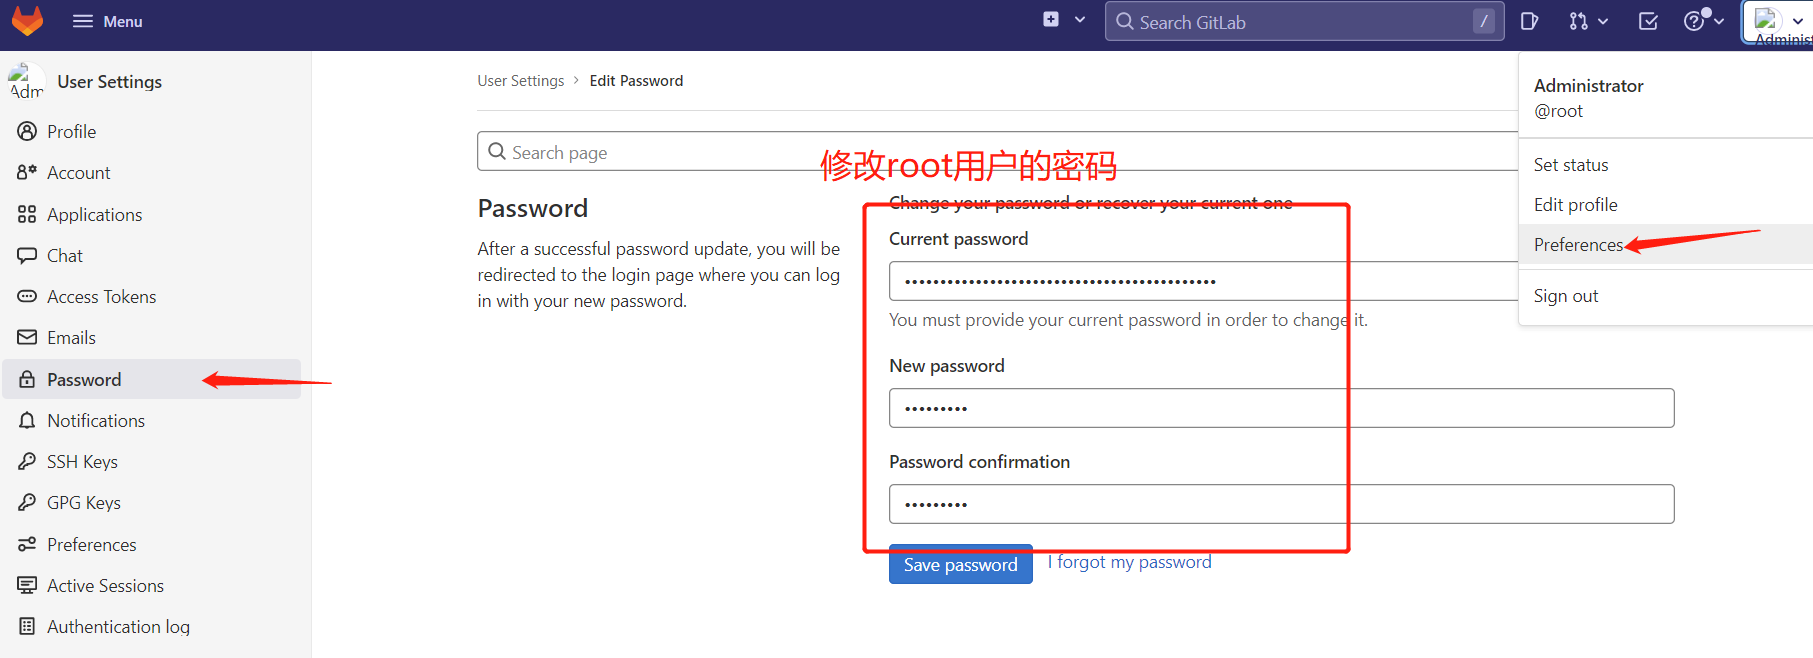 Menu
Search GitLab
/
Adminis
Adm
User Settings
Profile
Account
Applications
Chat
Access Tokens
Emails
Password
Notifications
SSH Keys
GPG Keys
Preferences
Active Sessions
Authentication log
User Settings > Edit Password
Search page
修改root用户的密码
Password
After a successful password update, you will be
redirected to the login page where you can log
in with your new password.
Change your password or recover your current one
Current password
You must provide your current password in order to change it.
New password
Password confirmation
Save password
I forgot my password
Administrator
@root
Set status
Edit profile
Preferences
Sign out